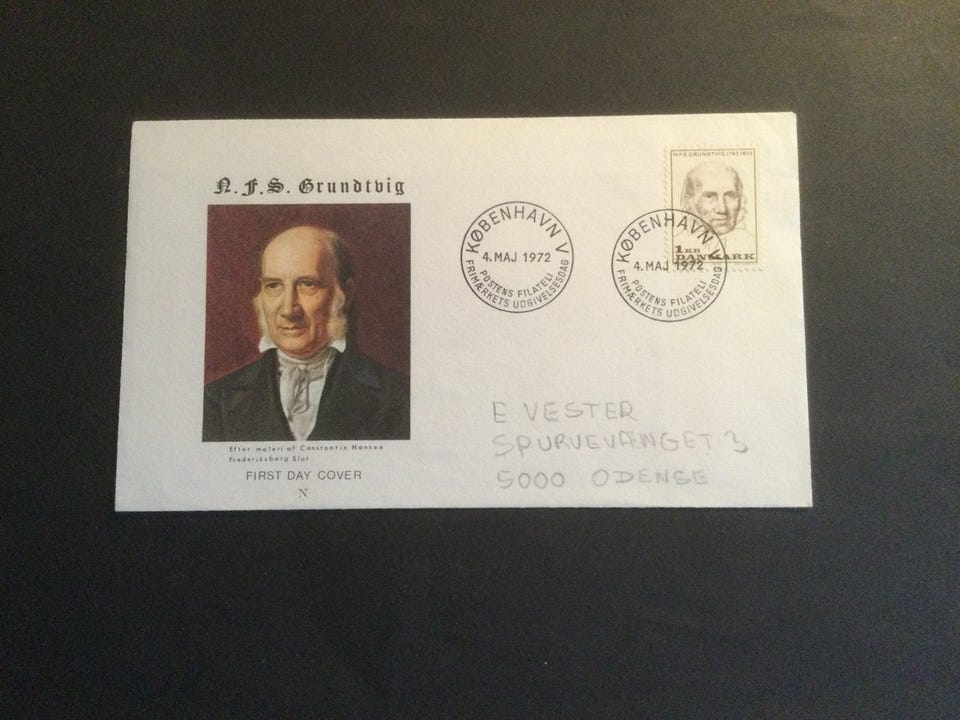 N.F.S. Grundtvig
Efter maleri af Constantin Hansen
Frederiksberg Slot
FIRST DAY COVER
N
KØBENHAVN V
4. MAJ 1972
POSTENS FILATELI
FRIMÆRKETS UDGIVELSESDAG
KØBENHAVN V
4. MAJ 1972
POSTENS FILATELI
FRIMÆRKETS UDGIVELSESDAG
N.F.S. GRUNDTVIG 1783 1872
1 KR
DANMARK
E VESTER
SPURVEVÆNGET 3
5000 ODENSE